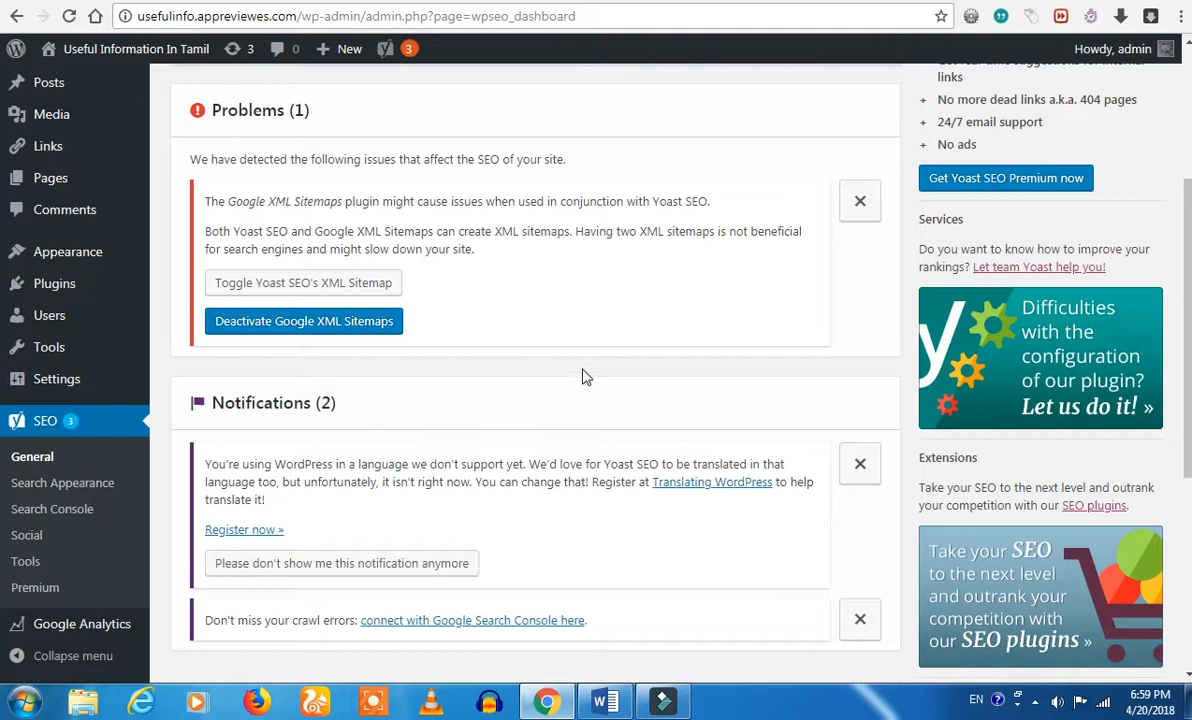 usefulinfo.appreviewes.com/wp-admin/admin.php?page=wpseo_dashboard
Useful Information In Tamil
3
0
New
3
Howdy, admin
Posts
Media
Links
Pages
Comments
Appearance
Plugins
Users
Tools
Settings
SEO 3
General
Search Appearance
Search Console
Social
Tools
Premium
Google Analytics
Collapse menu
Problems (1)
We have detected the following issues that affect the SEO of your site.
The Google XML Sitemaps plugin might cause issues when used in conjunction with Yoast SEO.
Both Yoast SEO and Google XML Sitemaps can create XML sitemaps. Having two XML sitemaps is not beneficial
for search engines and might slow down your site.
Toggle Yoast SEO's XML Sitemap
Deactivate Google XML Sitemaps
Notifications (2)
You're using WordPress in a language we don't support yet. We'd love for Yoast SEO to be translated in that
language too, but unfortunately, it isn't right now. You can change that! Register at Translating WordPress to help
translate it!
Register now »
Please don't show me this notification anymore
Don't miss your crawl errors: connect with Google Search Console here.
links
+ No more dead links a.k.a. 404 pages
+ 24/7 email support
+ No ads
Get Yoast SEO Premium now
Services
Do you want to know how to improve your
rankings? Let team Yoast help you!
Difficulties
with the
configuration
of our plugin?
Let us do it! »
Extensions
Take your SEO to the next level and outrank
your competition with our SEO plugins.
Take your SEO
to the next level
and outrank your
competition with
our SEO plugins »
EN
6:59 PM
4/20/2018